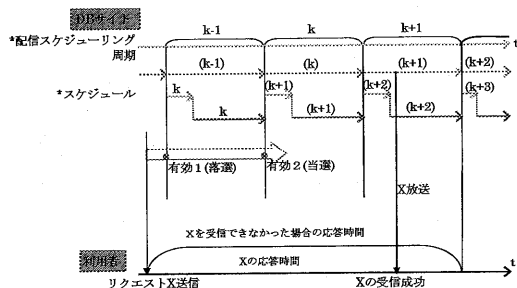 DBサイド
k-1 k k+1
*配信スケジューリング周期 t
(k-1) (k) (k+1) (k+2)
*スケジュール k (k+1) (k+2) (k+3)
k (k+1) (k+2)
有効1(落選) 有効2(当選)
X放送
Xを受信できなかった場合の応答時間
利用者 Xの応答時間 t
リクエストX送信 Xの受信成功